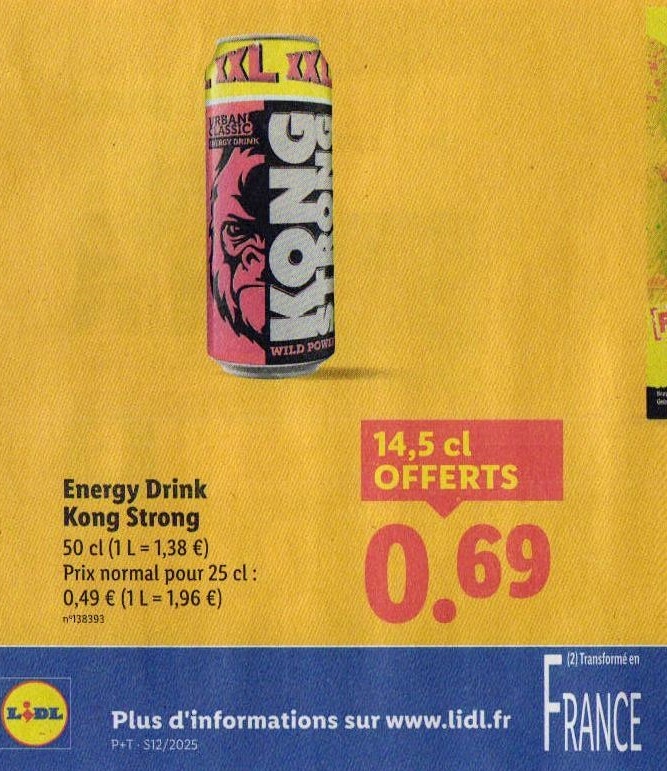 XXL XXL
URBAN
CLASSIC
ENERGY DRINK
KONG
STRONG
WILD POWER
14,5 cl
OFFERTS
0.69
Energy Drink
Kong Strong
50 cl (1 L = 1,38 €)
Prix normal pour 25 cl :
0,49 € (1 L = 1,96 €)
n°138393
(2) Transformé en
FRANCE
LIDL
Plus d'informations sur www.lidl.fr
P+T - S12/2025